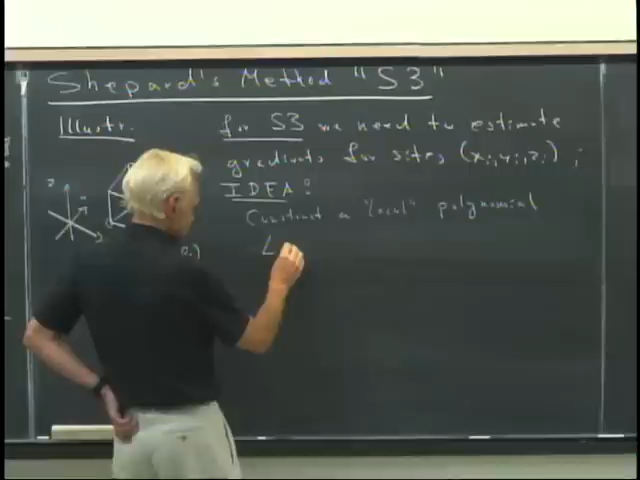 Shepard's Method "S3"
Illustr.
for S3 we need to estimate
gradients for sites (xi, yi, zi) ;
IDEA:
Construct a "local" polynomial
L